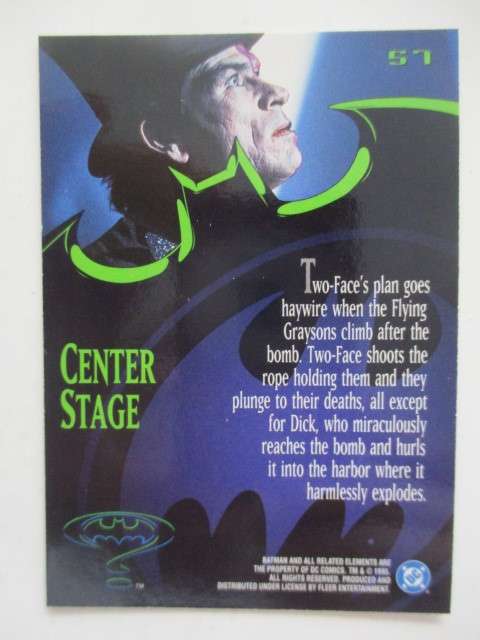 57
Two-Face's plan goes
haywire when the Flying
Graysons climb after the
bomb. Two-Face shoots the
rope holding them and they
plunge to their deaths, all except
for Dick, who miraculously
reaches the bomb and hurls
it into the harbor where it
harmlessly explodes.
CENTER
STAGE
TM
BATMAN AND ALL RELATED ELEMENTS ARE
THE PROPERTY OF DC COMICS. TM & © 1995.
ALL RIGHTS RESERVED. PRODUCED AND
DISTRIBUTED UNDER LICENSE BY FLEER ENTERTAINMENT.
DC